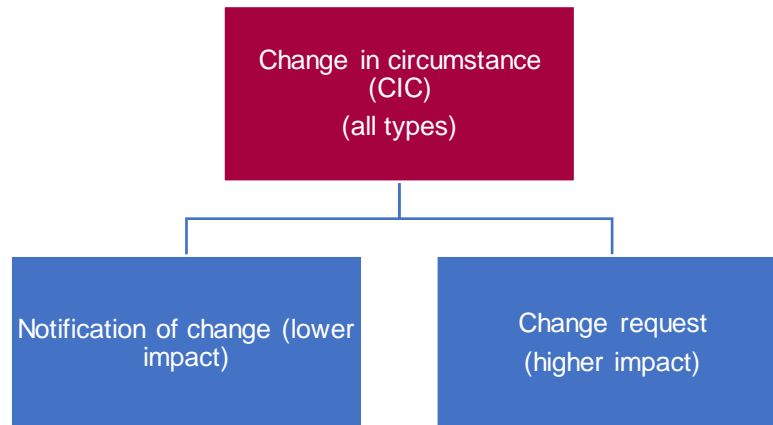 Change in circumstance
(CIC)
(all types)
Notification of change (lower
impact)
Change request
(higher impact)